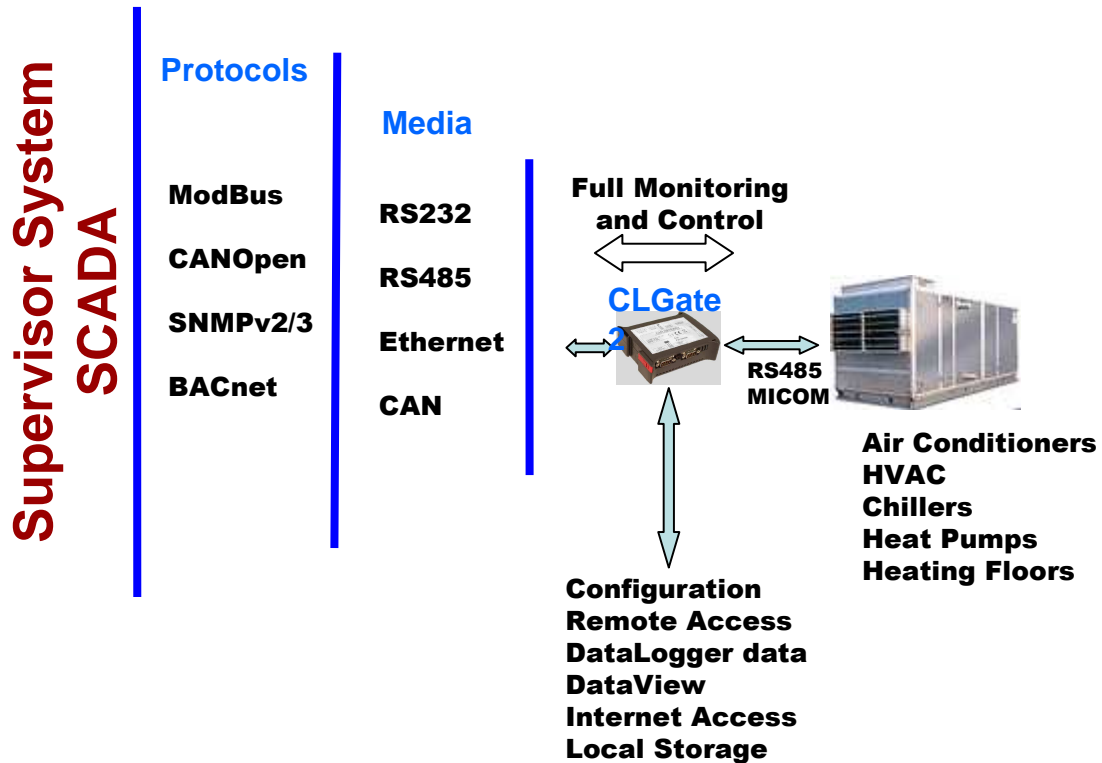 Supervisor System
SCADA
Protocols
ModBus
CANOpen
SNMPv2/3
BACnet
Media
RS232
RS485
Ethernet
CAN
Full Monitoring
and Control
CLGate
2
RS485
MICOM
Air Conditioners
HVAC
Chillers
Heat Pumps
Heating Floors
Configuration
Remote Access
DataLogger data
DataView
Internet Access
Local Storage